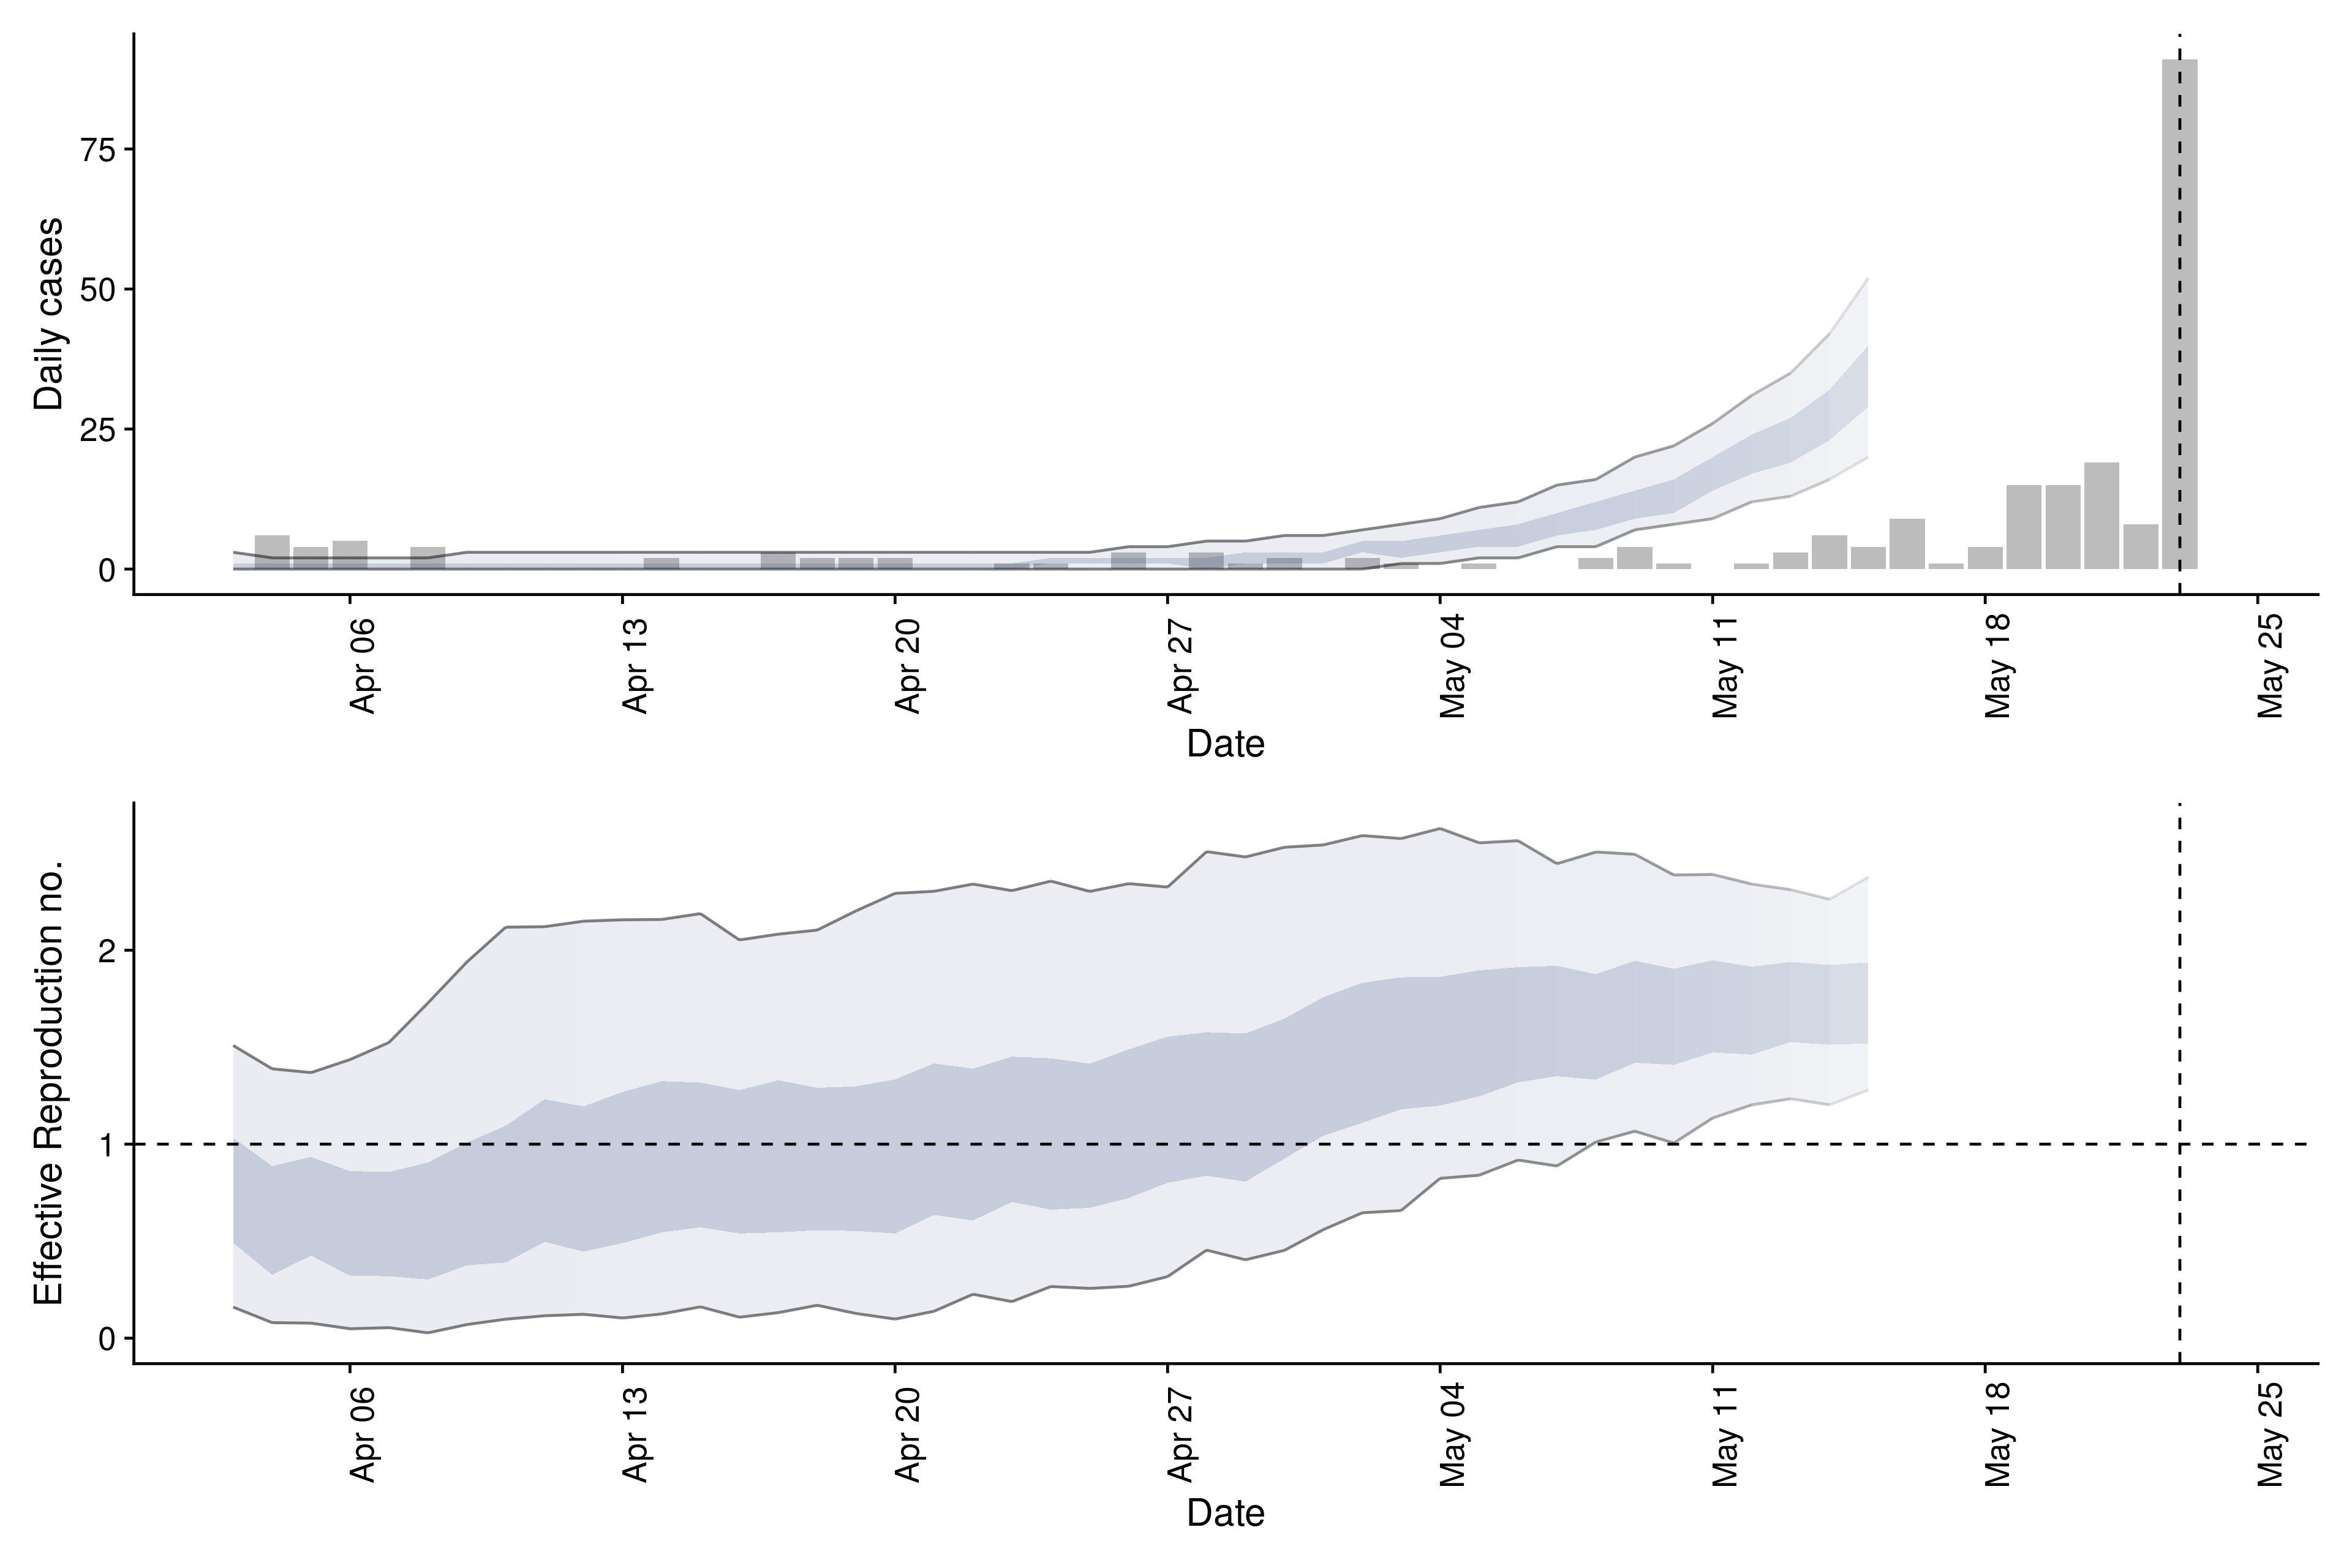 Daily cases
75
50
25
0
Apr 06
Apr 13
Apr 20
Apr 27
May 04
May 11
May 18
May 25
Date
Effective Reproduction no.
2
1
0
Apr 06
Apr 13
Apr 20
Apr 27
May 04
May 11
May 18
May 25
Date